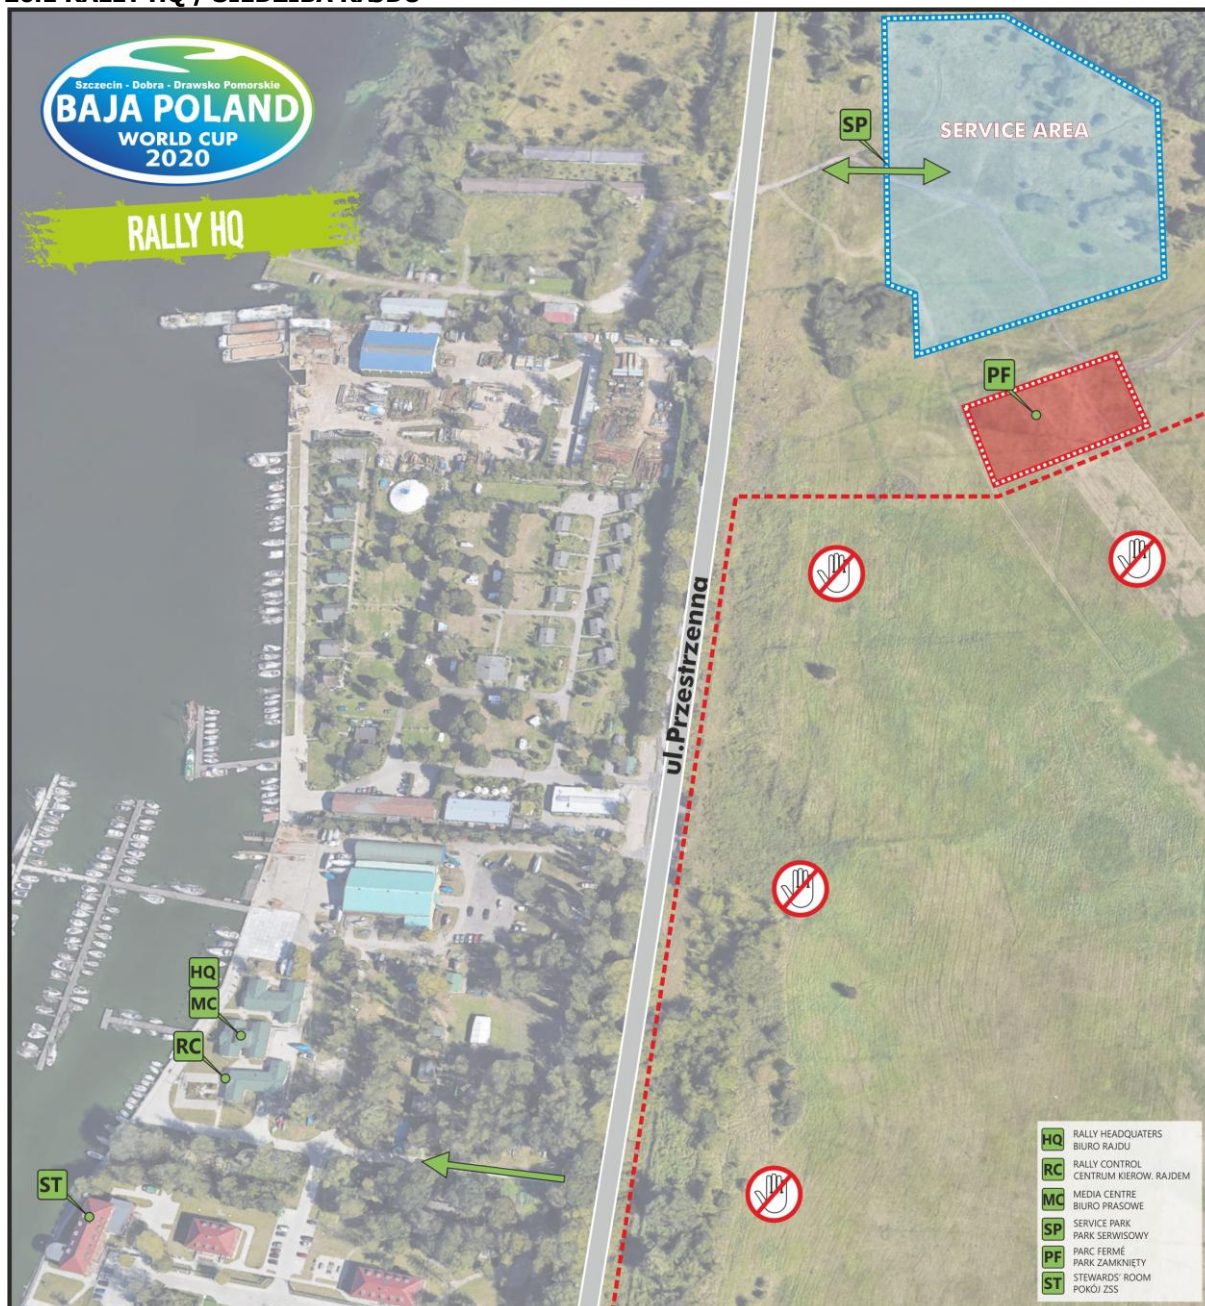 Szczecin - Dobra - Drawsko Pomorskie
BAJA POLAND
WORLD CUP
2020
RALLY HQ
SP
SERVICE AREA
PF
ul.Przestrzenna
HQ
MC
RC
ST
HQ RALLY HEADQUATERS
BIURO RAJDU
RC RALLY CONTROL
CENTRUM KIEROW. RAJDEM
MC MEDIA CENTRE
BIURO PRASOWE
SP SERVICE PARK
PARK SERWISOWY
PF PARC FERMÉ
PARK ZAMKNIĘTY
ST STEWARDS' ROOM
POKÓJ ZSS